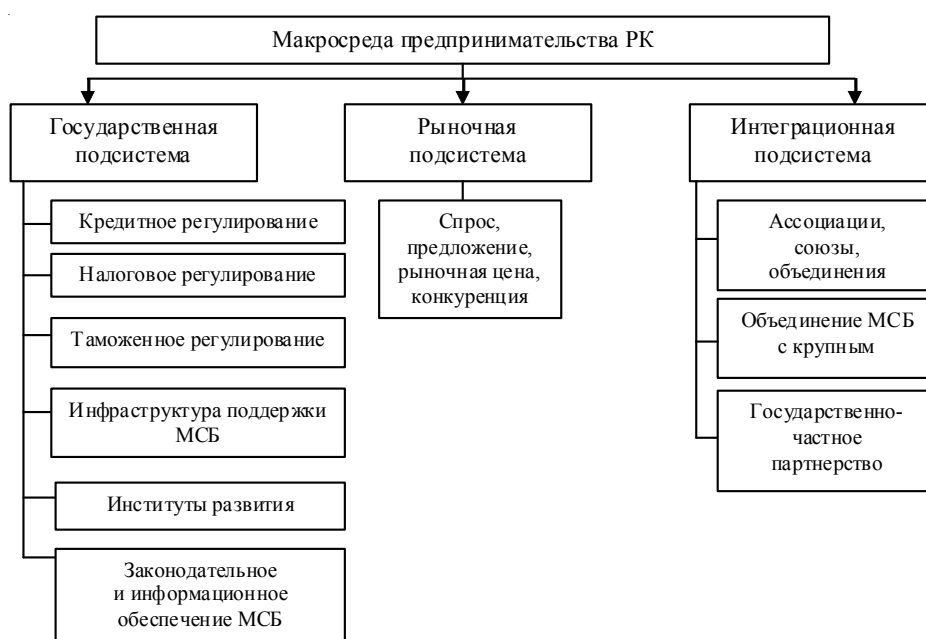 Макросреда предпринимательства РК
Государственная
подсистема
Кредитное регулирование
Налоговое регулирование
Таможенное регулирование
Инфраструктура поддержки
МСБ
Институты развития
Законодательное
и информационное
обеспечение МСБ
Рыночная
подсистема
Спрос,
предложение,
рыночная цена,
конкуренция
Интеграционная
подсистема
Ассоциации,
союзы,
объединения
Объединение МСБ
с крупным
Государственно-
частное
партнерство